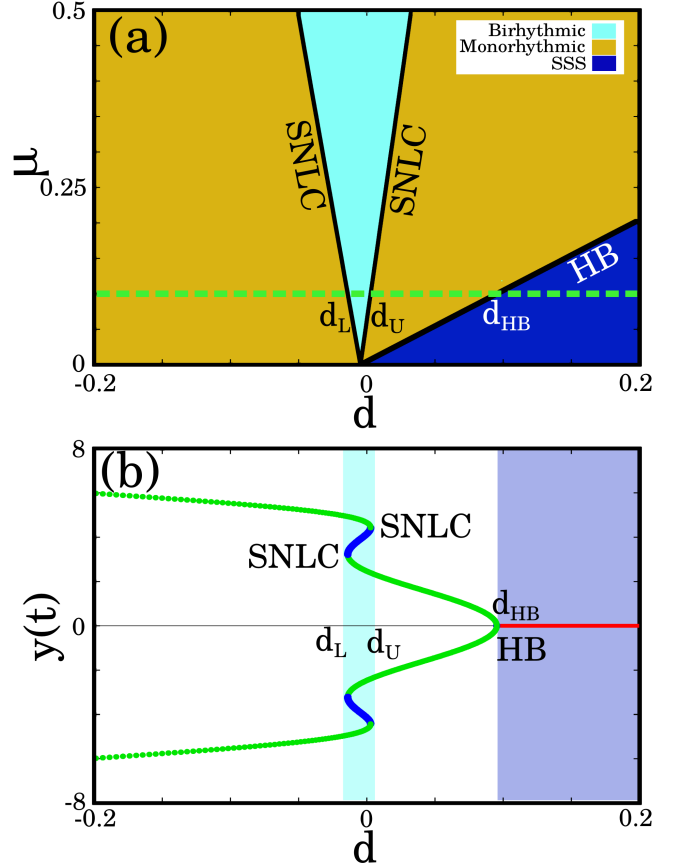 0.5
(a)
Birhythmic
Monorhythmic
SSS
SNLC
SNLC
μ
0.25
HB
d_L
d_U
d_HB
0
-0.2
0
0.2
d
8
(b)
SNLC
SNLC
y(t)
d_HB
0
d_L
d_U
HB
-8
-0.2
0
0.2
d